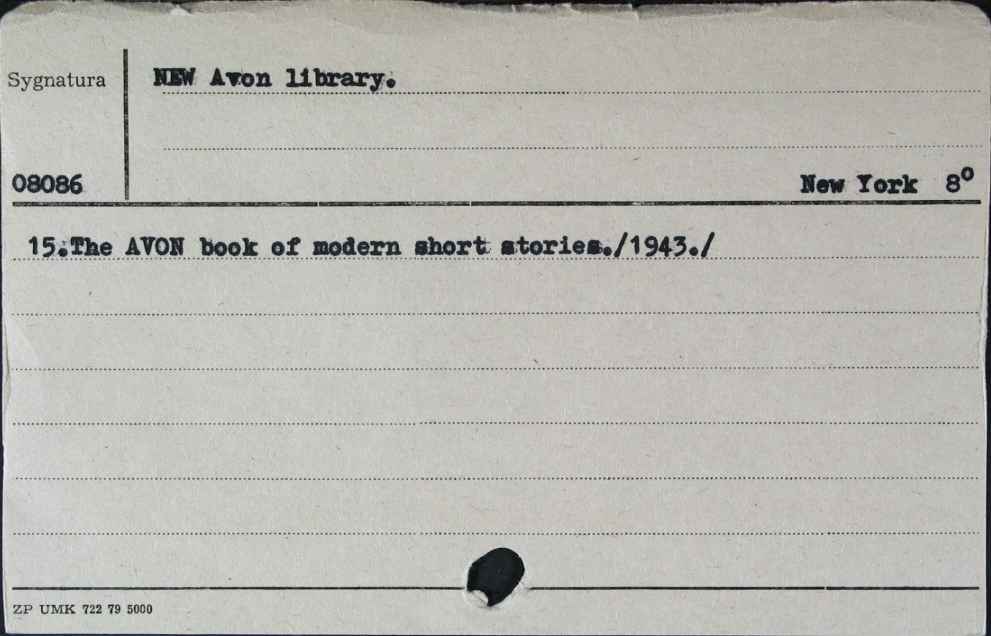 Sygnatura
NEW Avon library.
08086
New York 8⁰
15.The AVON book of modern short stories./1943./
ZP UMK 722 79 5000